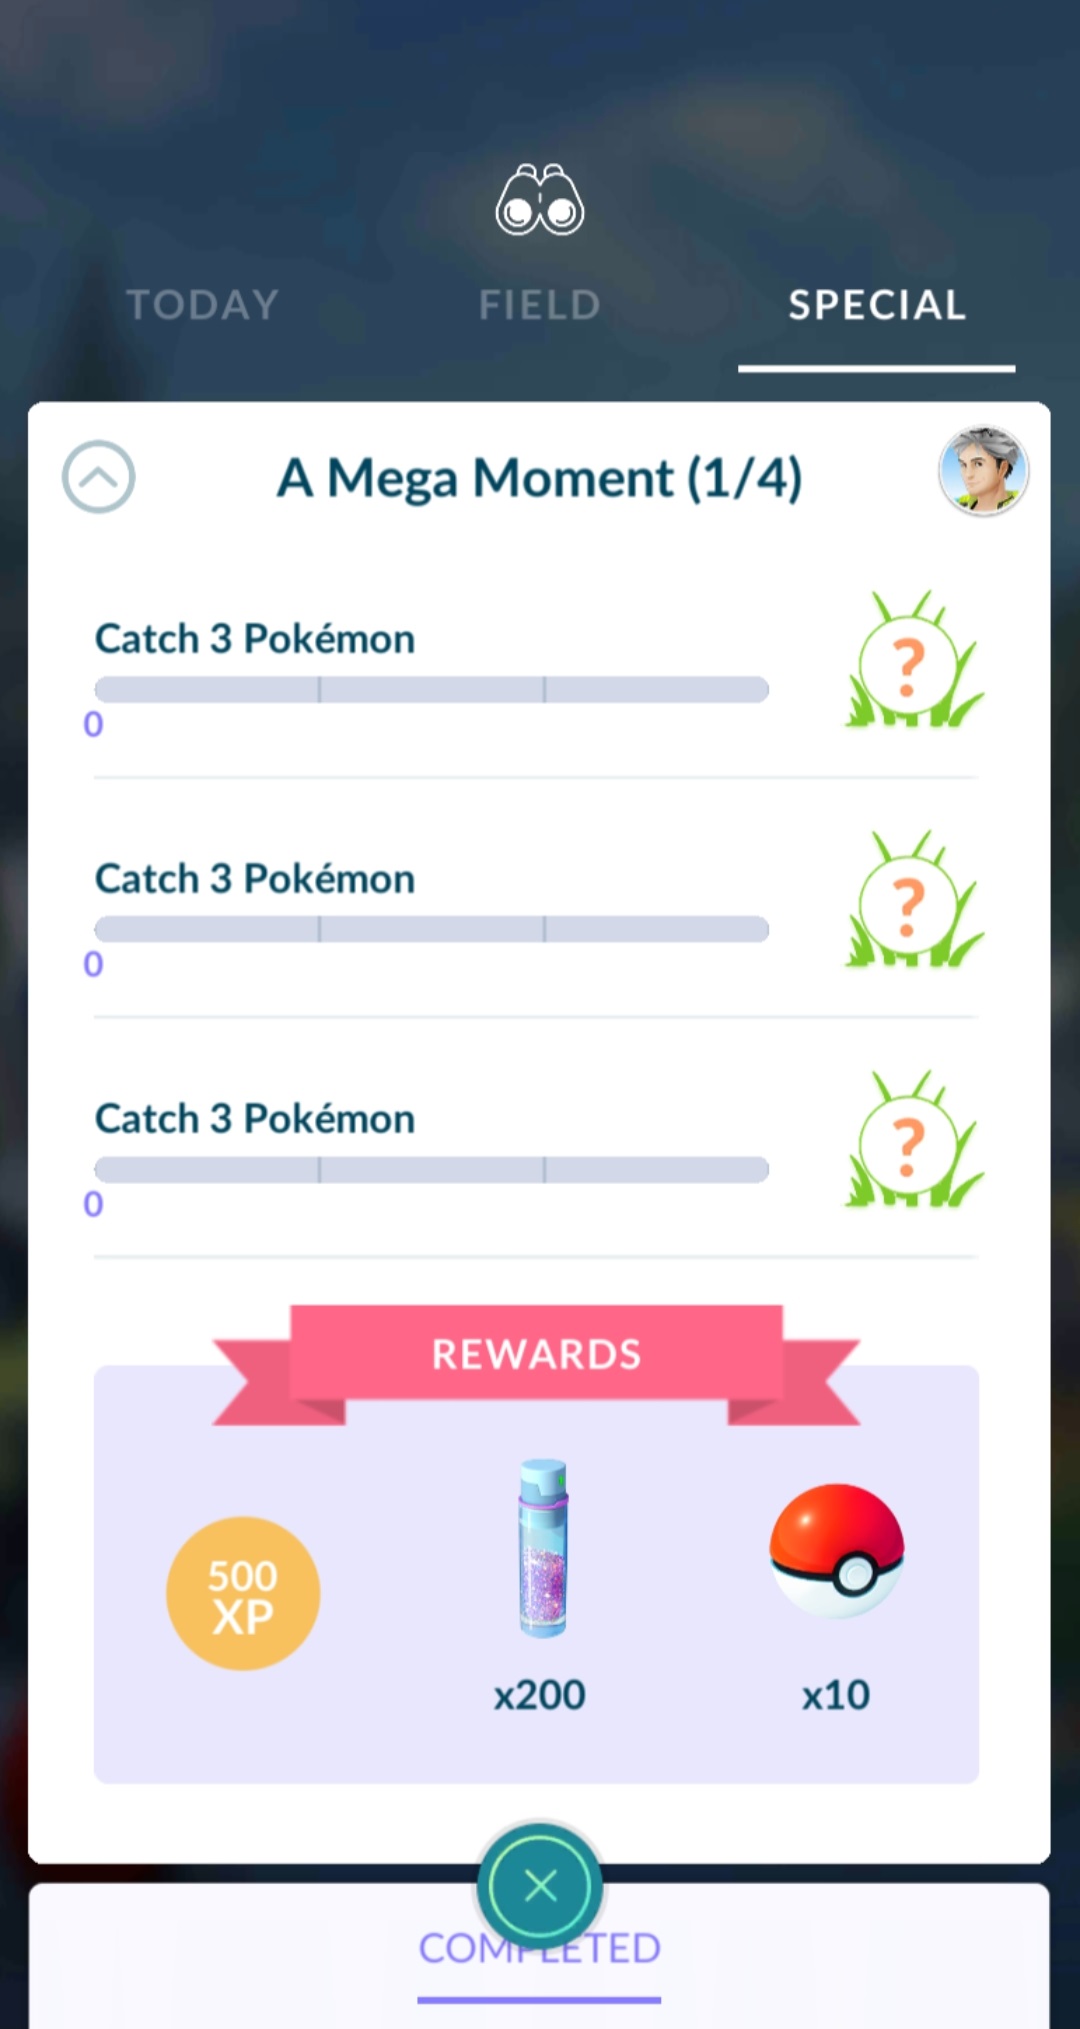 TODAY FIELD SPECIAL
A Mega Moment (1/4)
Catch 3 Pokémon
?
0
Catch 3 Pokémon
?
0
Catch 3 Pokémon
?
0
REWARDS
500
XP
x200 x10
COMPLETED